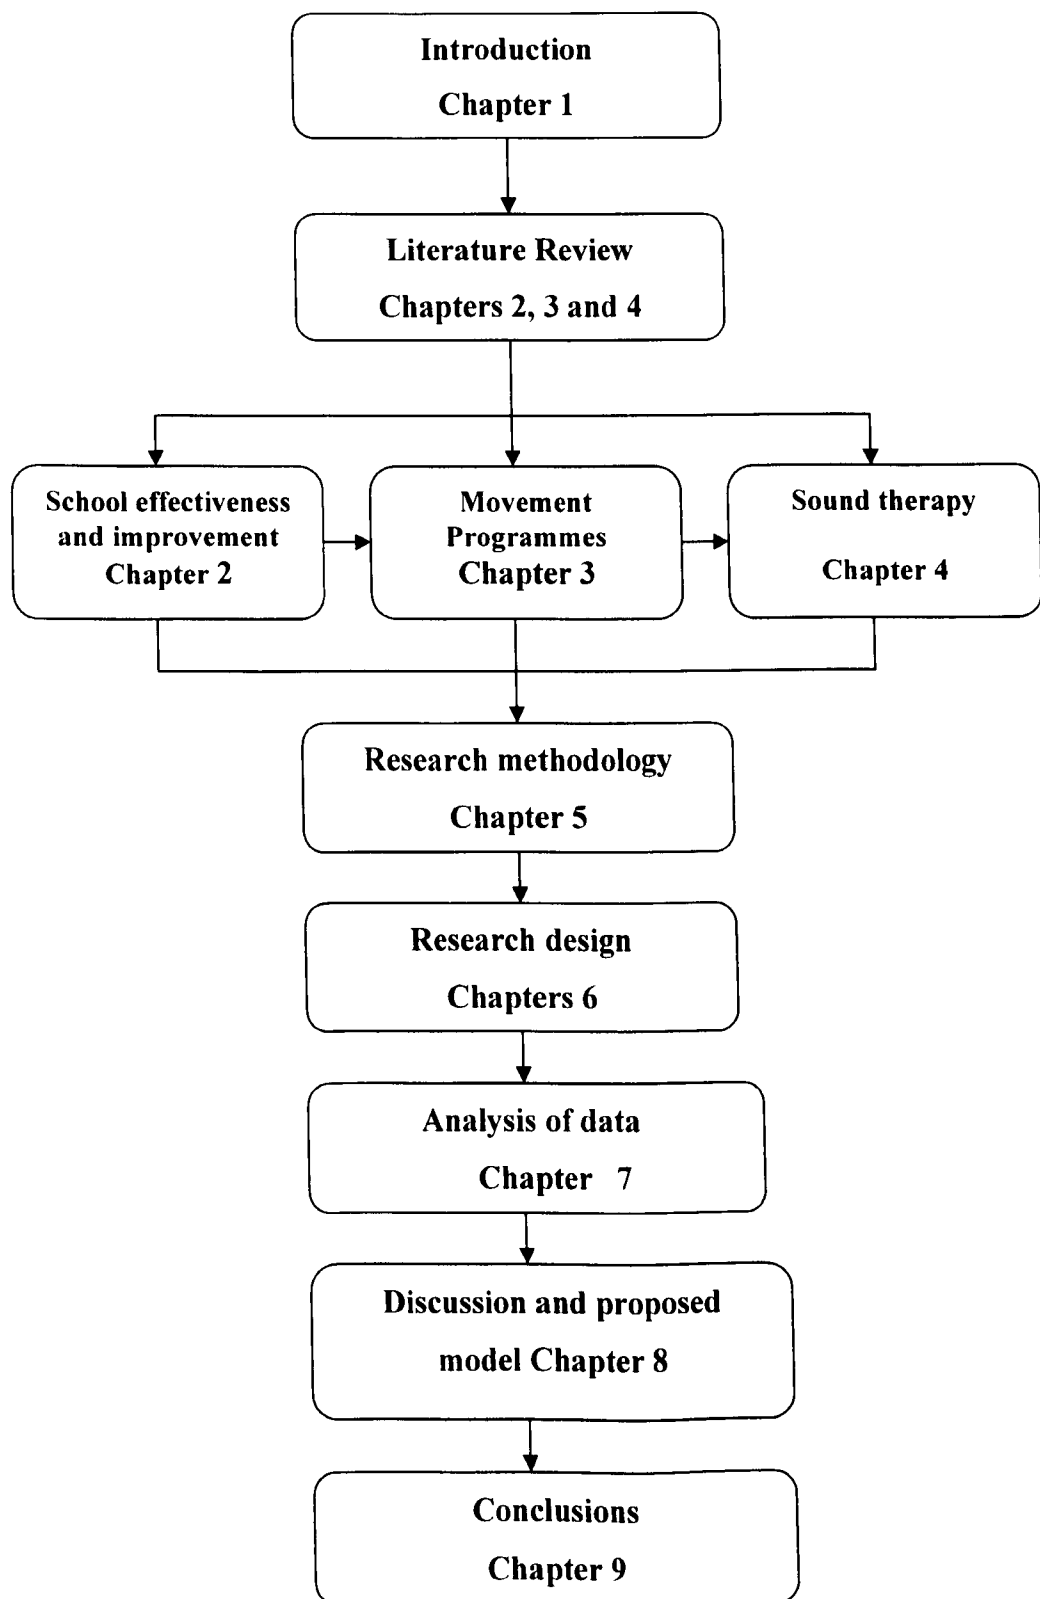 Introduction
Chapter 1
Literature Review
Chapters 2, 3 and 4
School effectiveness
and improvement
Chapter 2
Movement
Programmes
Chapter 3
Sound therapy
Chapter 4
Research methodology
Chapter 5
Research design
Chapters 6
Analysis of data
Chapter 7
Discussion and proposed
model Chapter 8
Conclusions
Chapter 9